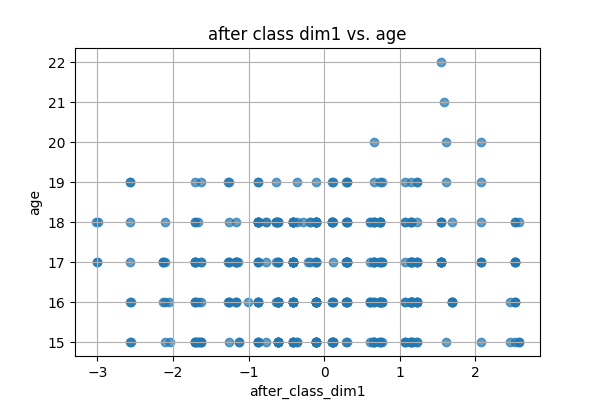 after class dim1 vs. age
age
22
21
20
19
18
17
16
15
−3 −2 −1 0 1 2
after_class_dim1